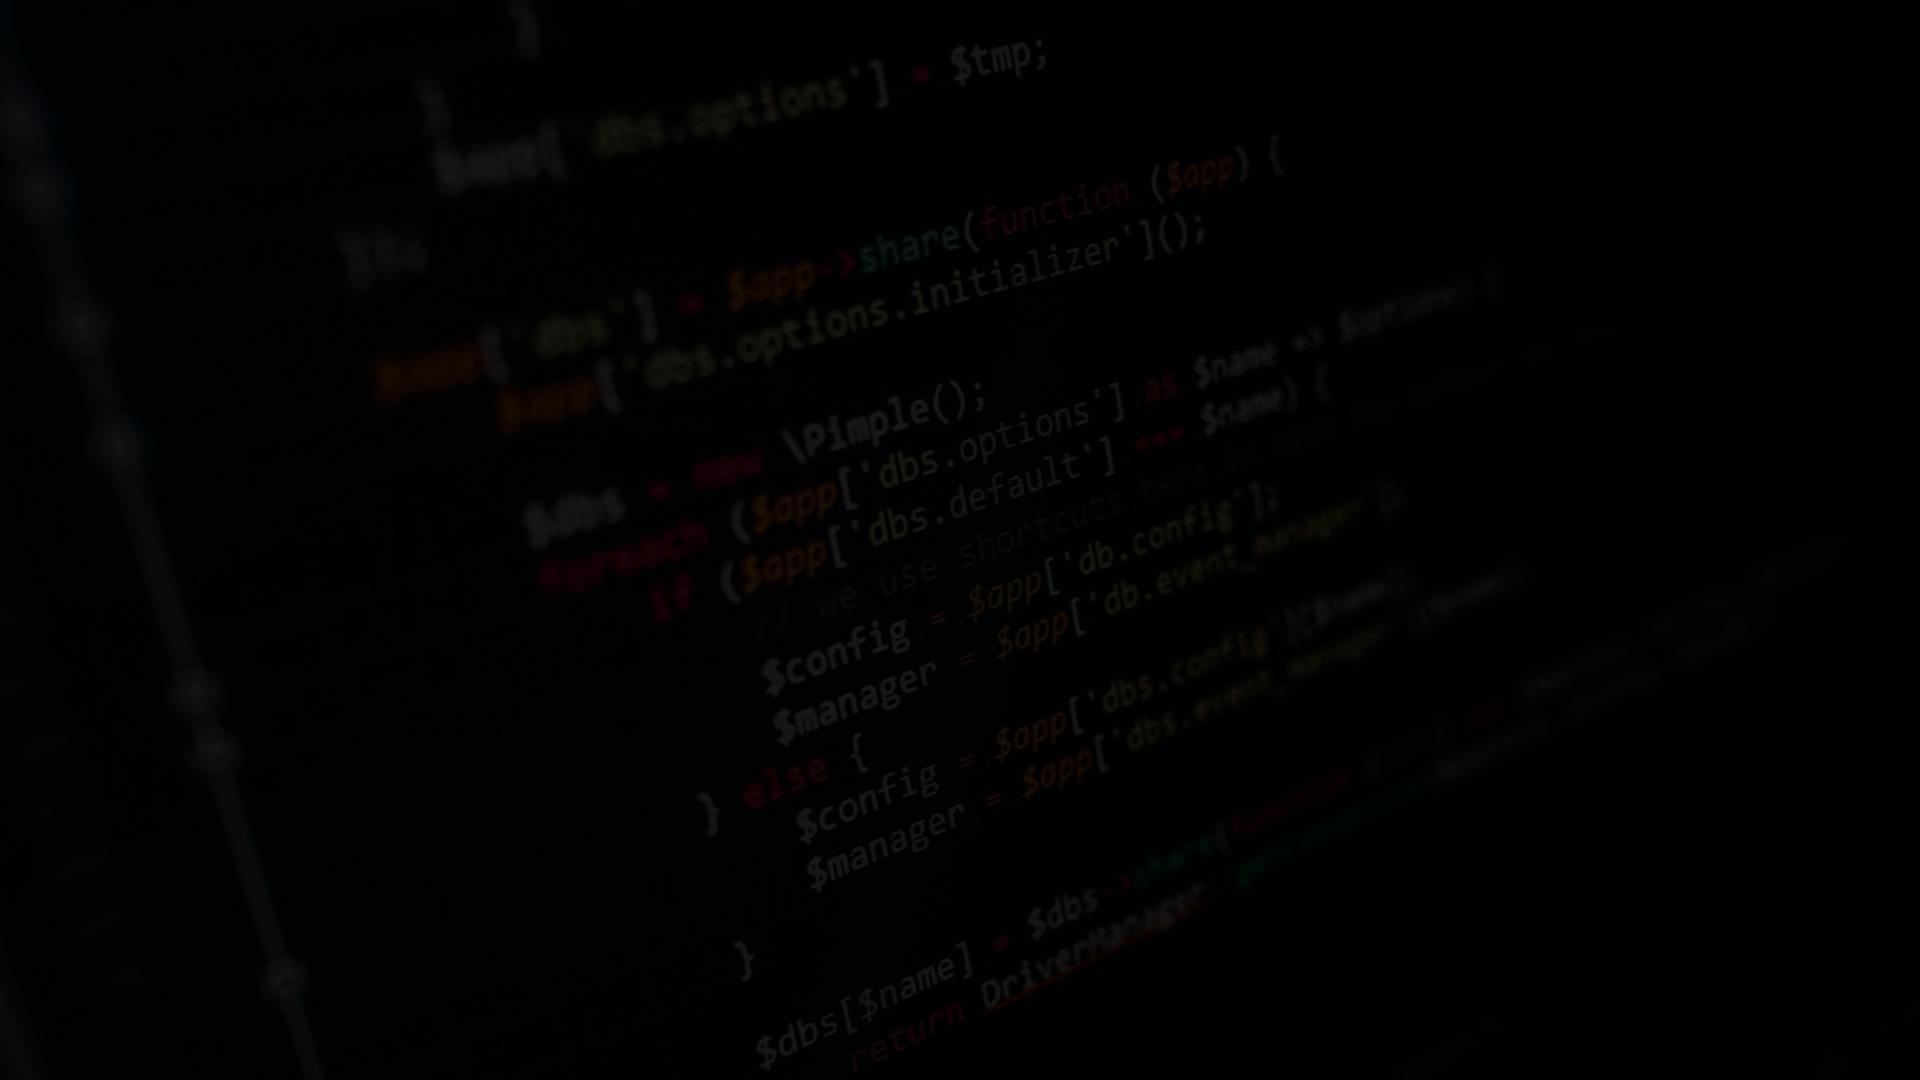 }
}
$app['dbs.options'] = $tmp;
$app['dbs'] = $app->share(function ($app) {
$app['dbs.options.initializer']();
$dbs = new \Pimple();
foreach ($app['dbs.options'] as $name => $options) {
if ($app['dbs.default'] === $name) {
// we use shortcuts here in
$config = $app['db.config'];
$manager = $app['db.event_manager'];
} else {
$config = $app['dbs.config'][$name];
$manager = $app['dbs.event_manager'][$name];
}
$dbs[$name] = $dbs->share(function
return DriverManager